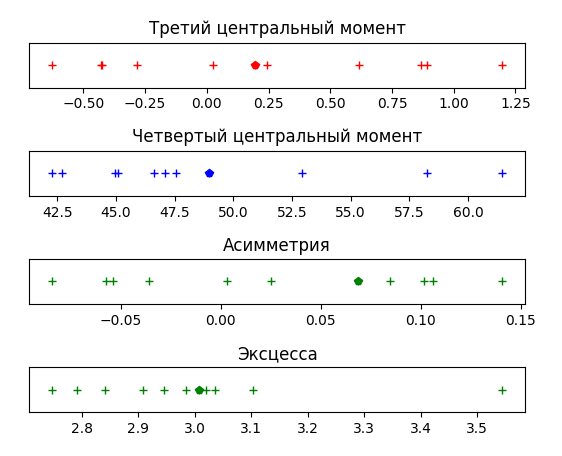 Третий центральный момент
−0.50 −0.25 0.00 0.25 0.50 0.75 1.00 1.25
Четвертый центральный момент
42.5 45.0 47.5 50.0 52.5 55.0 57.5 60.0
Асимметрия
−0.05 0.00 0.05 0.10 0.15
Эксцесса
2.8 2.9 3.0 3.1 3.2 3.3 3.4 3.5